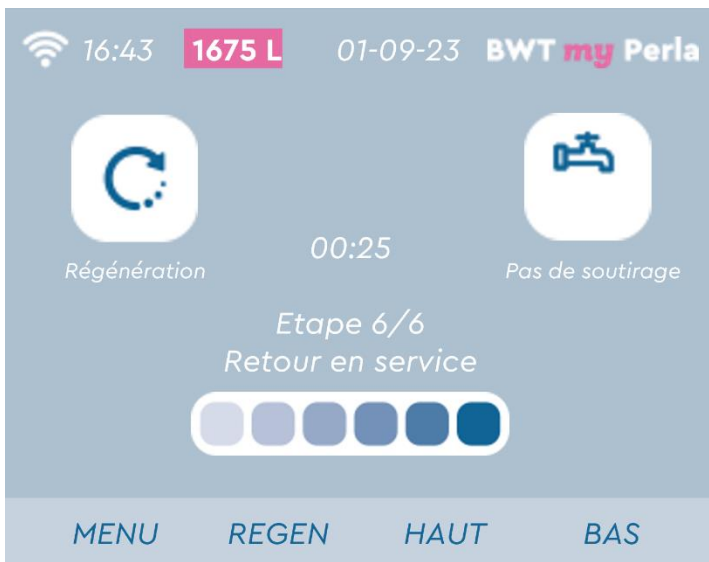 16:43 1675 L 01-09-23 BWT my Perla
00:25
Régénération
Pas de soutirage
Etape 6/6
Retour en service
MENU REGEN HAUT BAS